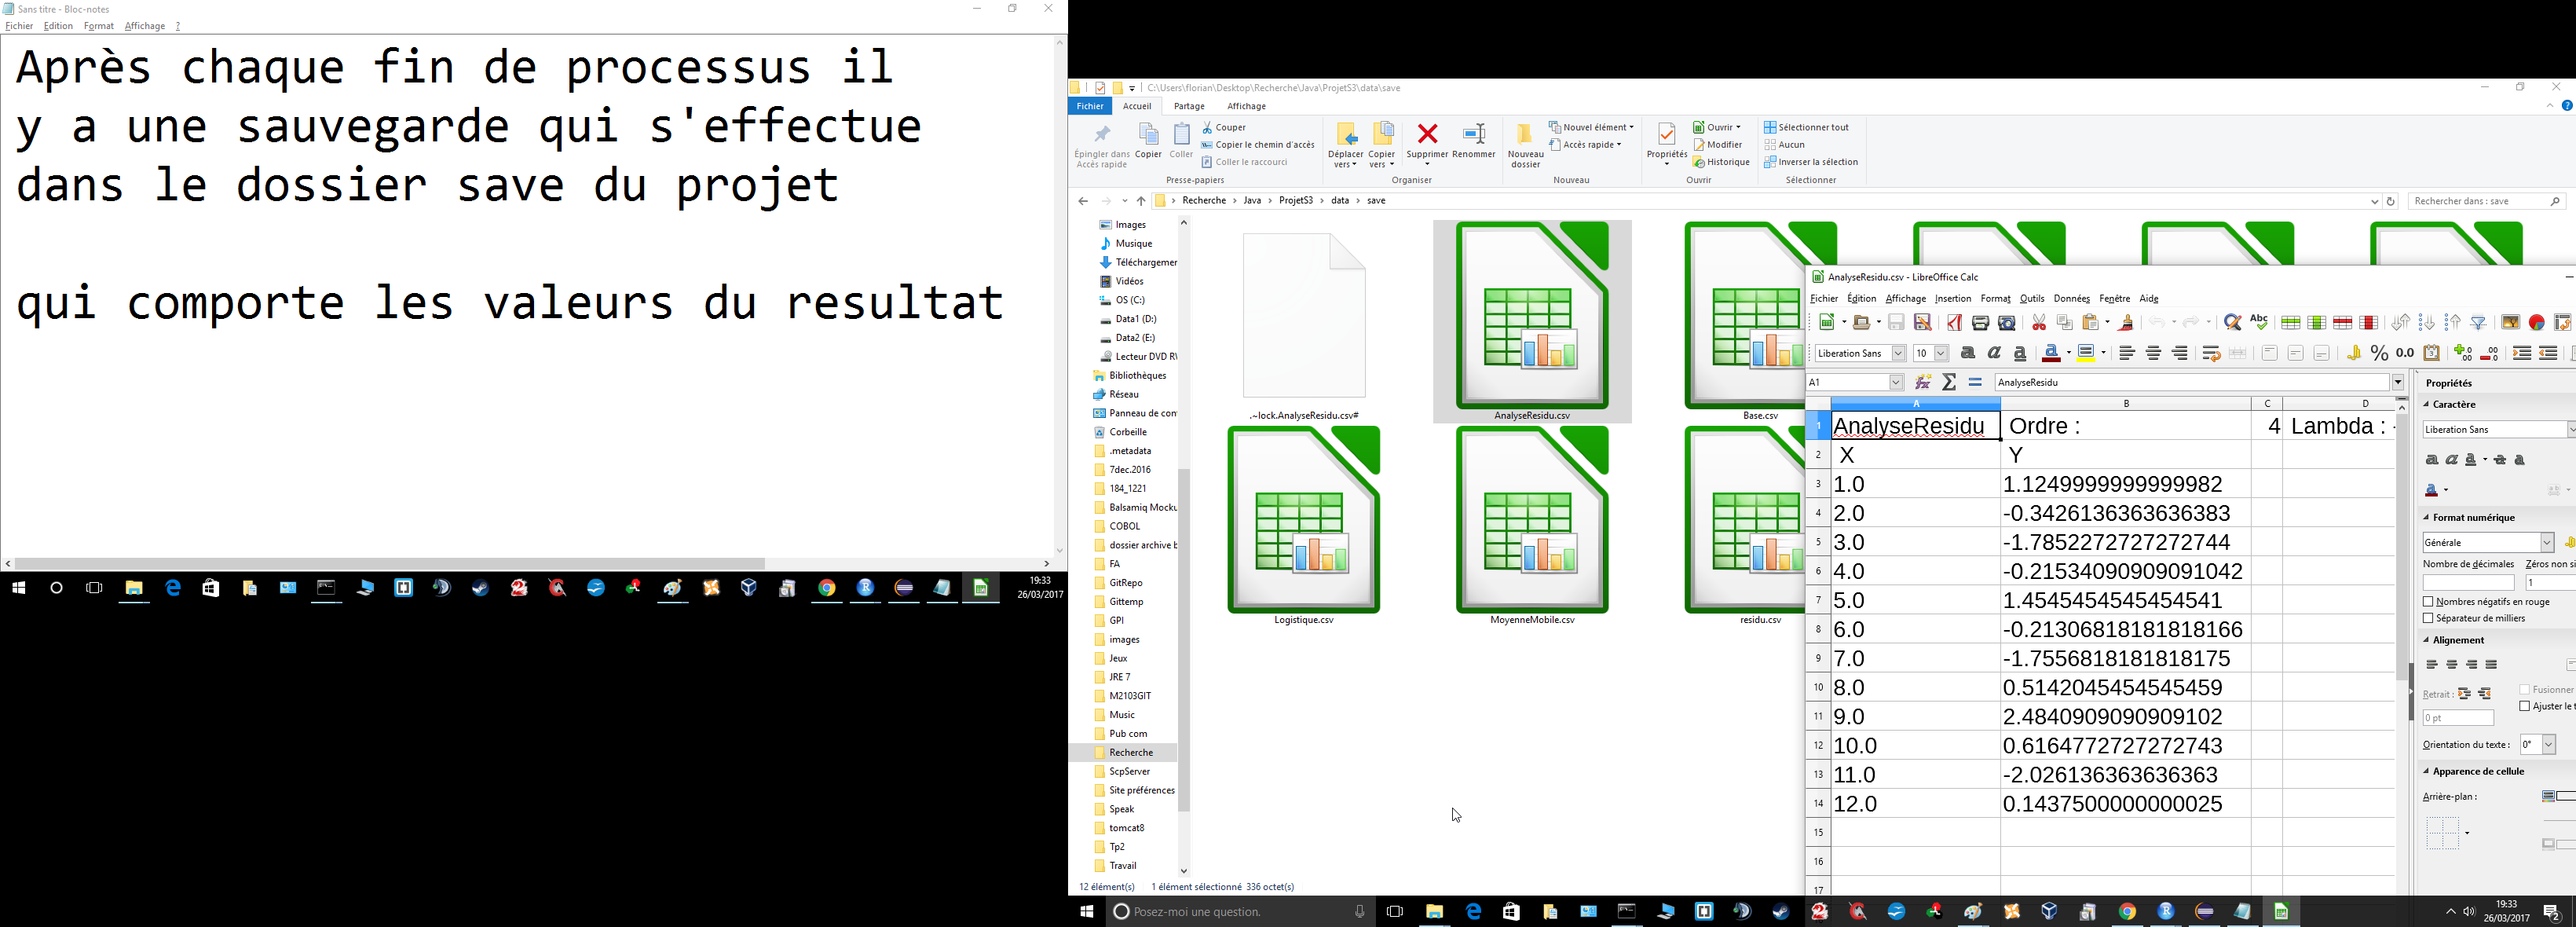 Sans titre - Bloc-notes
Fichier Edition Format Affichage ?
Après chaque fin de processus il
y a une sauvegarde qui s'effectue
dans le dossier save du projet
qui comporte les valeurs du resultat
19:33
26/03/2017
C:\Users\florian\Desktop\Recherche\Java\ProjetS3\data\save
Fichier Accueil Partage Affichage
Épingler dans Accès rapide
Copier
Coller
Couper
Copier le chemin d'accès
Coller le raccourci
Presse-papiers
Déplacer vers
Copier vers
Supprimer
Renommer
Organiser
Nouveau dossier
Nouvel élément
Accès rapide
Nouveau
Propriétés
Ouvrir
Modifier
Historique
Ouvrir
Sélectionner tout
Aucun
Inverser la sélection
Sélectionner
Recherche > Java > ProjetS3 > data > save
Rechercher dans : save
Images
Musique
Téléchargemer
Vidéos
OS (C:)
Data1 (D:)
Data2 (E:)
Lecteur DVD RV
Bibliothèques
Réseau
Panneau de con
Corbeille
.metadata
7dec.2016
184_1221
Balsamiq Mocku
COBOL
dossier archive b
FA
GitRepo
Gittemp
GPI
images
Jeux
JRE 7
M2103GIT
Music
Pub com
Recherche
ScpServer
Site préférences
Speak
tomcat8
Tp2
Travail
.~lock.AnalyseResidu.csv#
AnalyseResidu.csv
Base.csv
Logistique.csv
MoyenneMobile.csv
residu.csv
12 élément(s) 1 élément sélectionné 336 octet(s)
AnalyseResidu.csv - LibreOffice Calc
Fichier Édition Affichage Insertion Format Outils Données Fenêtre Aide
Liberation Sans 10
A1 AnalyseResidu
A B C D
1 AnalyseResidu Ordre : 4 Lambda : -
2 X Y
3 1.0 1.1249999999999982
4 2.0 -0.3426136363636383
5 3.0 -1.7852272727272744
6 4.0 -0.21534090909091042
7 5.0 1.4545454545454541
8 6.0 -0.21306818181818166
9 7.0 -1.7556818181818175
10 8.0 0.5142045454545459
11 9.0 2.4840909090909102
12 10.0 0.6164772727272743
13 11.0 -2.026136363636363
14 12.0 0.1437500000000025
15
16
17
Propriétés
Caractère
Liberation Sans
Format numérique
Générale
Nombre de décimales Zéros non si
1
Nombres négatifs en rouge
Séparateur de milliers
Alignement
Retrait : Fusionner
0 pt Ajuster le t
Orientation du texte : 0°
Apparence de cellule
Arrière-plan :
Posez-moi une question.
19:33
26/03/2017